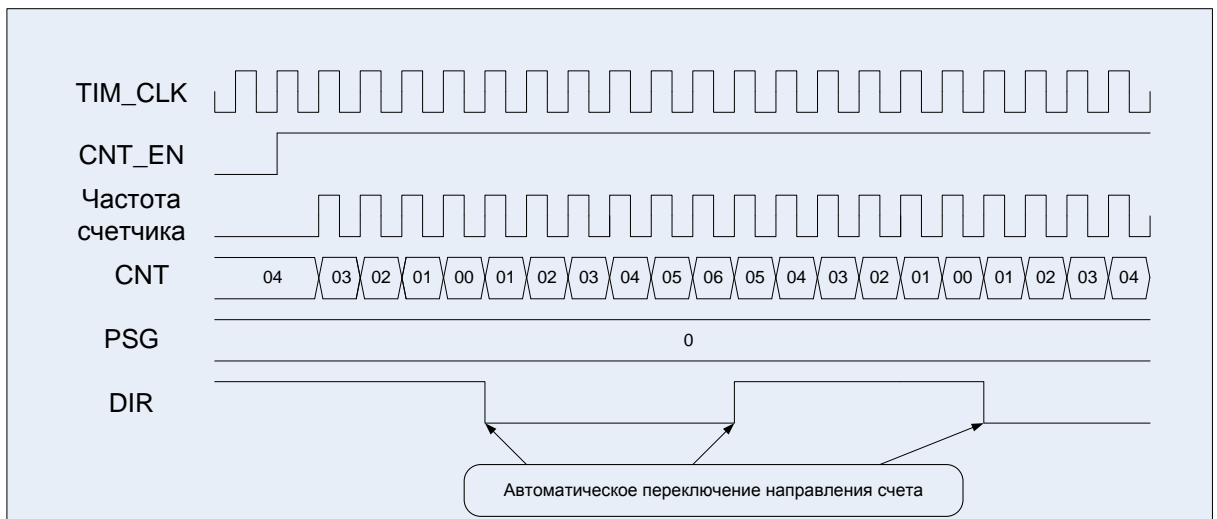 TIM_CLK
CNT_EN
Частота
счетчика
CNT
04 03 02 01 00 01 02 03 04 05 06 05 04 03 02 01 00 01 02 03 04
PSG
0
DIR
Автоматическое переключение направления счета